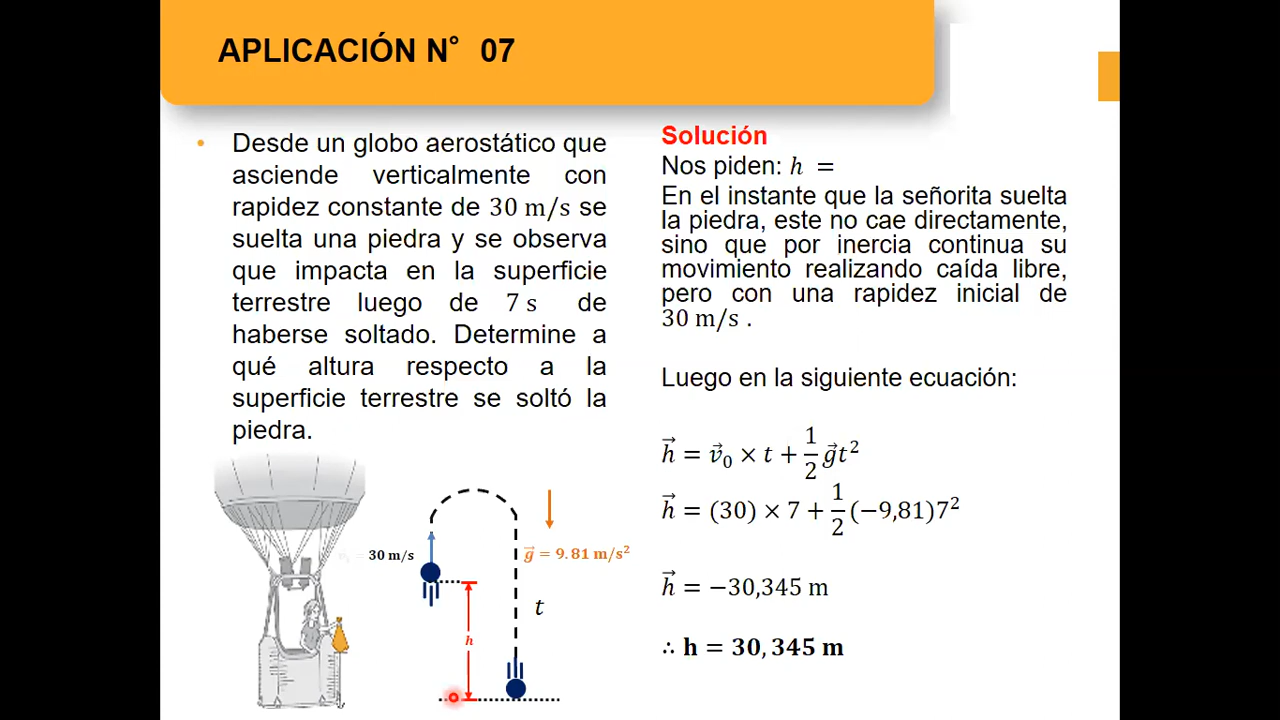 APLICACIÓN N° 07
• Desde un globo aerostático que
asciende verticalmente con
rapidez constante de 30 m/s se
suelta una piedra y se observa
que impacta en la superficie
terrestre luego de 7 s de
haberse soltado. Determine a
qué altura respecto a la
superficie terrestre se soltó la
piedra.
30 m/s
g⃗ = 9.81 m/s²
t
h
Solución
Nos piden: h =
En el instante que la señorita suelta
la piedra, este no cae directamente,
sino que por inercia continua su
movimiento realizando caída libre,
pero con una rapidez inicial de
30 m/s .
Luego en la siguiente ecuación:
h⃗ = v⃗₀ × t + 1/2 g⃗t²
h⃗ = (30) × 7 + 1/2 (−9,81)7²
h⃗ = −30,345 m
∴ h = 30,345 m